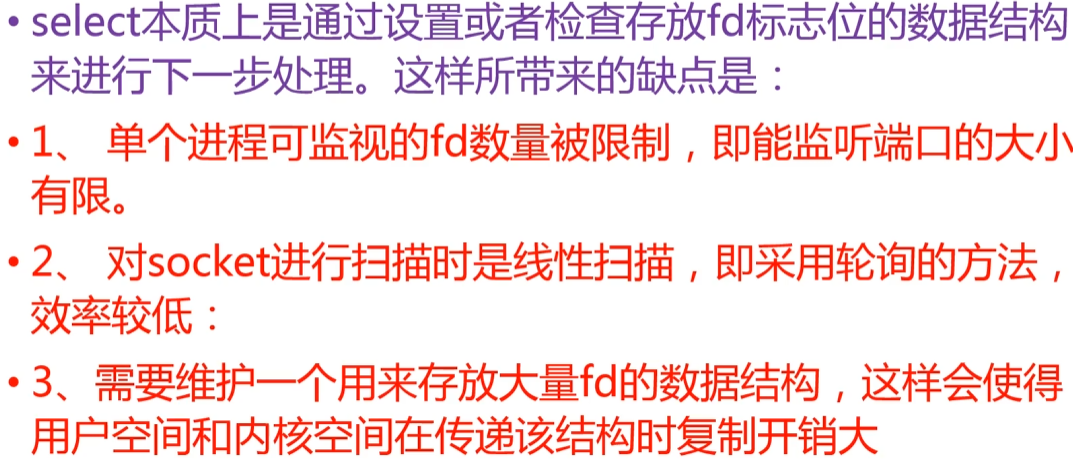 • select本质上是通过设置或者检查存放fd标志位的数据结构
来进行下一步处理。这样所带来的缺点是：
• 1、 单个进程可监视的fd数量被限制，即能监听端口的大小
有限。
• 2、 对socket进行扫描时是线性扫描，即采用轮询的方法，
效率较低：
• 3、需要维护一个用来存放大量fd的数据结构，这样会使得
用户空间和内核空间在传递该结构时复制开销大